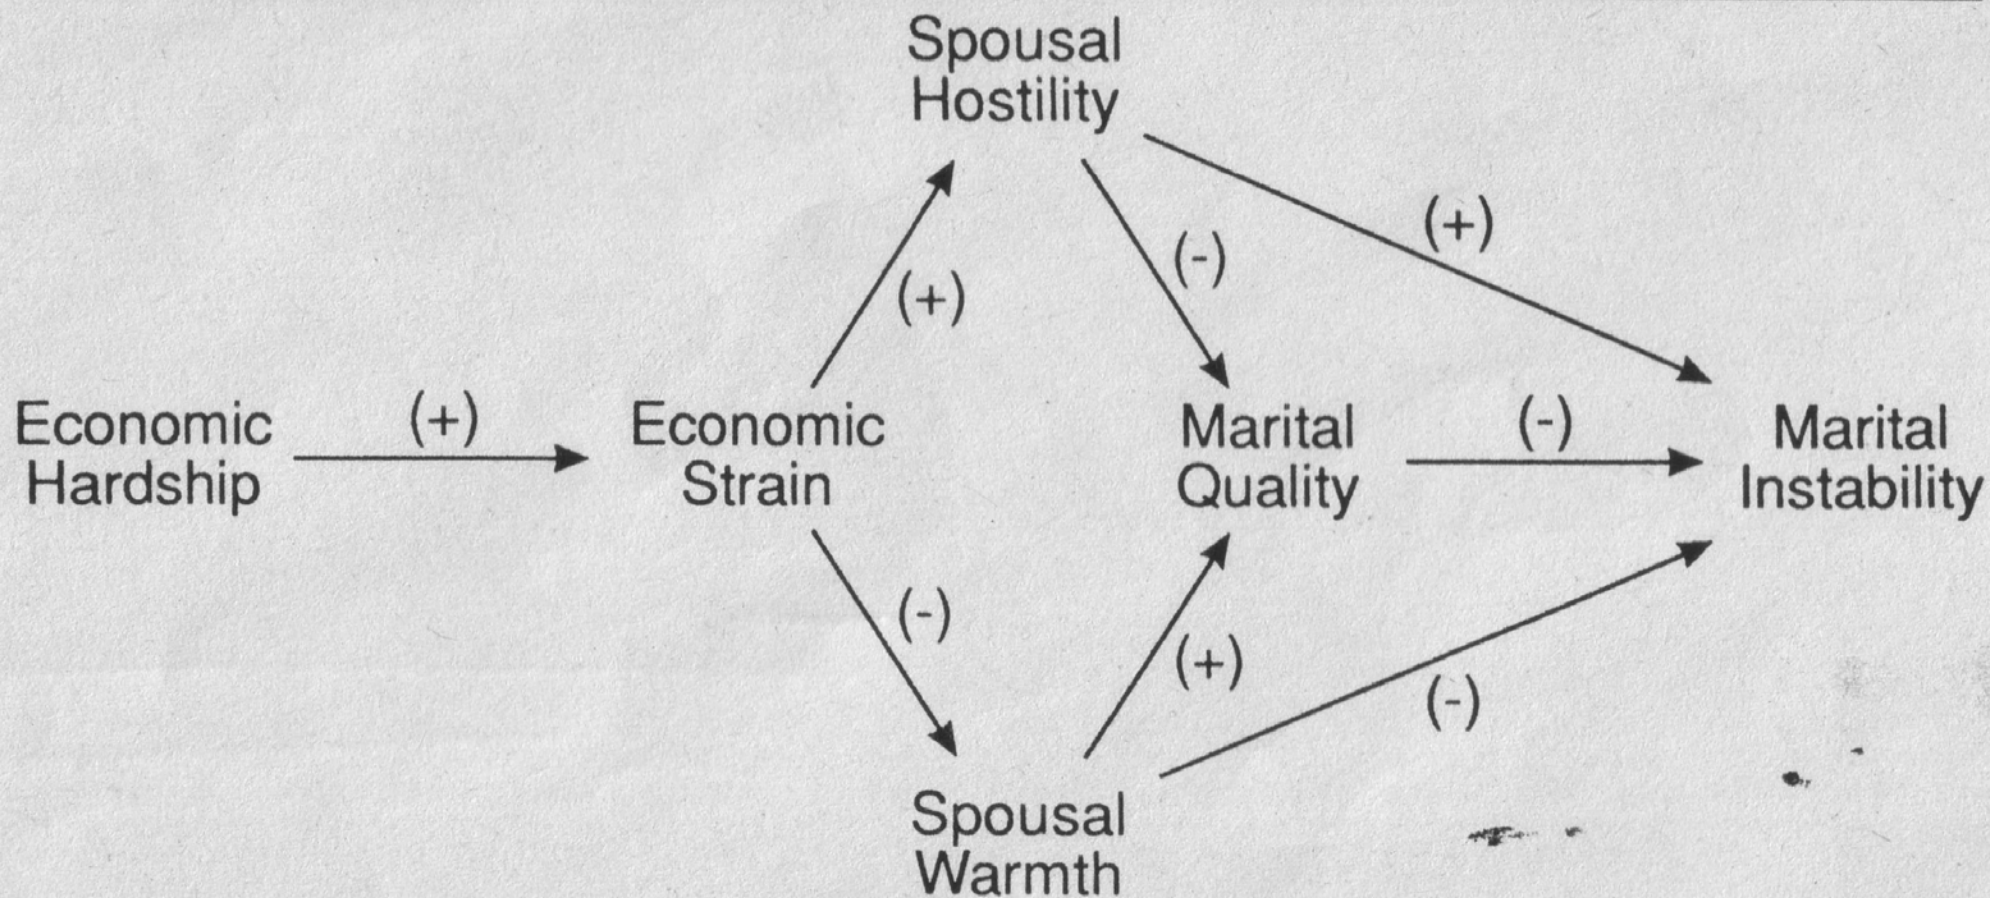 Spousal
Hostility
(+)
(-)
(+)
Economic
Hardship
(+)
Economic
Strain
Marital
Quality
(-)
Marital
Instability
(-)
(+)
(-)
Spousal
Warmth